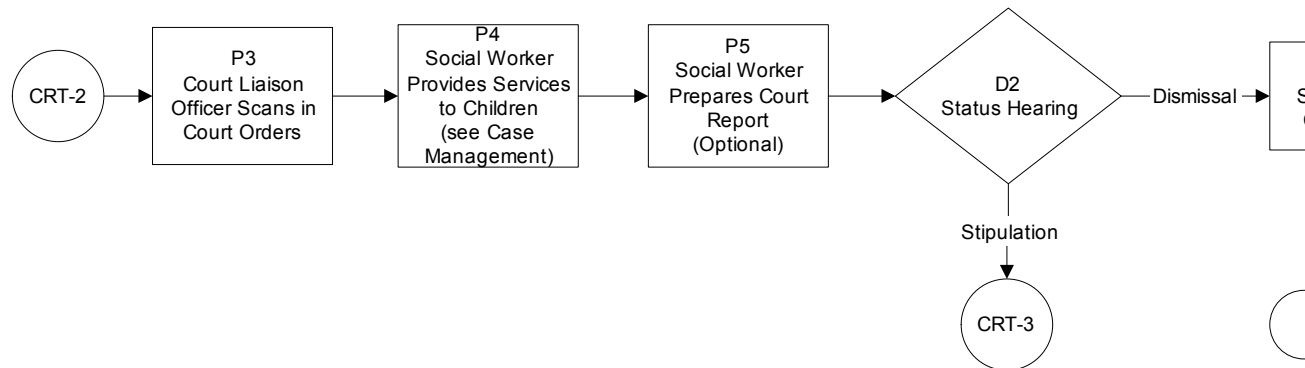 CRT-2
P3
Court Liaison
Officer Scans in
Court Orders
P4
Social Worker
Provides Services
to Children
(see Case
Management)
P5
Social Worker
Prepares Court
Report
(Optional)
D2
Status Hearing
Dismissal
Stipulation
CRT-3